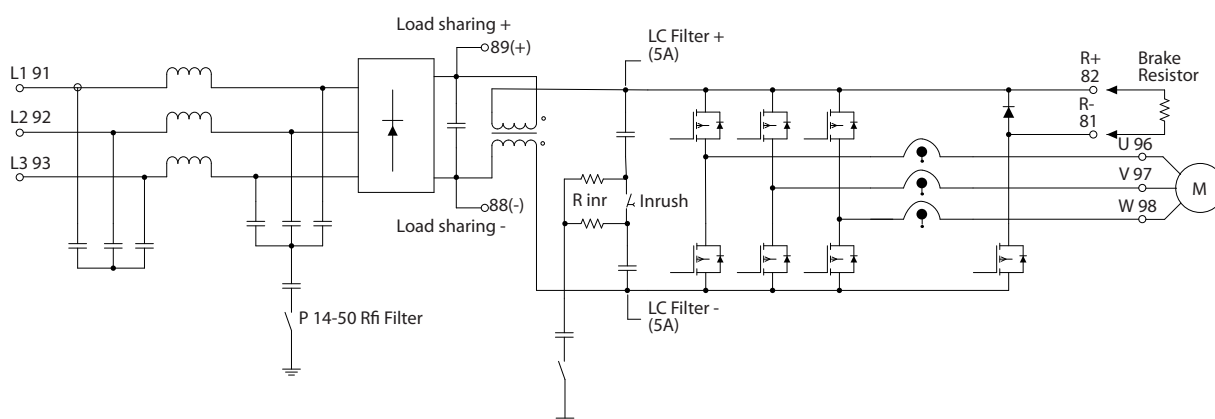 Load sharing +
89(+)
LC Filter +
(5A)
R+
82
Brake
Resistor
L1 91
R-
81
L2 92
U 96
L3 93
V 97
M
R inr
Inrush
88(-)
W 98
Load sharing -
LC Filter -
(5A)
P 14-50 Rfi Filter